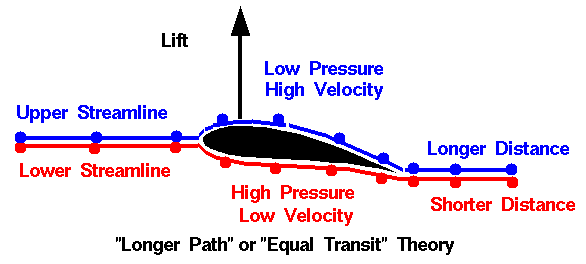 Lift
Low Pressure
High Velocity
Upper Streamline
Longer Distance
Lower Streamline
High Pressure
Low Velocity
Shorter Distance
"Longer Path" or "Equal Transit" Theory